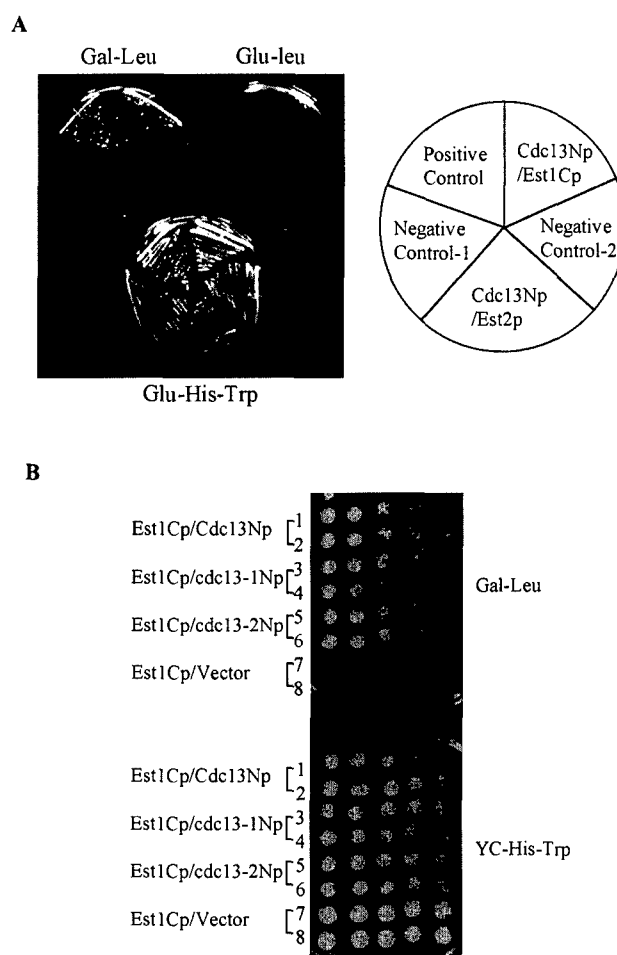 A
Gal-Leu
Glu-leu
Glu-His-Trp
Positive
Control
Cdc13Np
/Est1Cp
Negative
Control-1
Negative
Control-2
Cdc13Np
/Est2p
B
Est1Cp/Cdc13Np
1
2
Est1Cp/cdc13-1Np
3
4
Est1Cp/cdc13-2Np
5
6
Est1Cp/Vector
7
8
Gal-Leu
Est1Cp/Cdc13Np
1
2
Est1Cp/cdc13-1Np
3
4
Est1Cp/cdc13-2Np
5
6
Est1Cp/Vector
7
8
YC-His-Trp